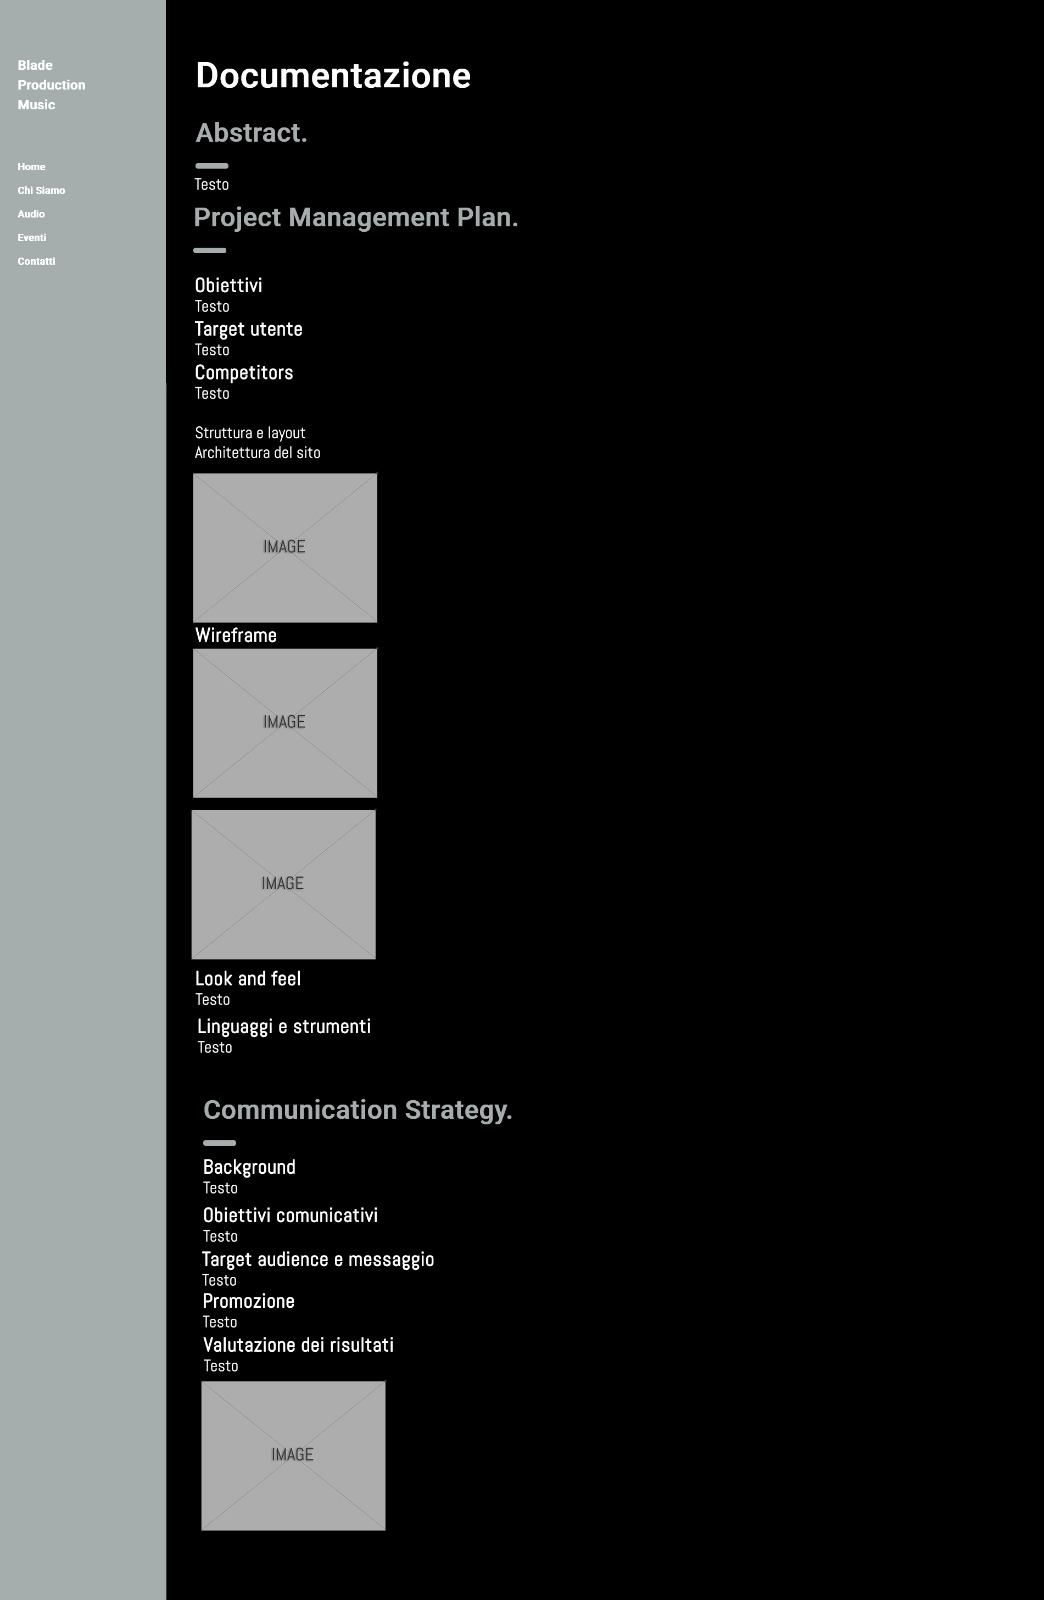 Blade
Production
Music
Home
Chi Siamo
Audio
Eventi
Contatti
Documentazione
Abstract.
Testo
Project Management Plan.
Obiettivi
Testo
Target utente
Testo
Competitors
Testo
Struttura e layout
Architettura del sito
IMAGE
Wireframe
IMAGE
IMAGE
Look and feel
Testo
Linguaggi e strumenti
Testo
Communication Strategy.
Background
Testo
Obiettivi comunicativi
Testo
Target audience e messaggio
Testo
Promozione
Testo
Valutazione dei risultati
Testo
IMAGE